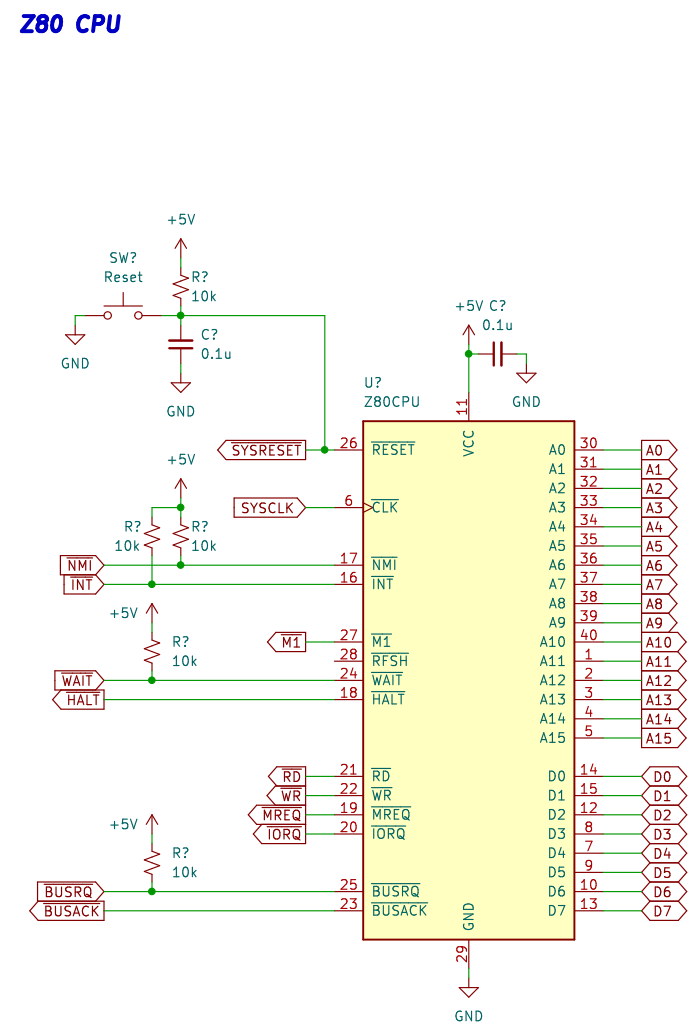 Z80 CPU
+5V
SW?
Reset
R?
10k
C?
0.1u
GND
GND
+5V C?
0.1u
GND
U?
Z80CPU
11
VCC
SYSRESET
26
RESET
+5V
SYSCLK
6
CLK
R?
10k
R?
10k
NMI
17
NMI
INT
16
INT
+5V
R?
10k
M1
27
M1
28
RFSH
WAIT
24
WAIT
HALT
18
HALT
RD
21
RD
WR
22
WR
MREQ
19
MREQ
IORQ
20
IORQ
+5V
R?
10k
BUSRQ
25
BUSRQ
BUSACK
23
BUSACK
A0 30 A0
A1 31 A1
A2 32 A2
A3 33 A3
A4 34 A4
A5 35 A5
A6 36 A6
A7 37 A7
A8 38 A8
A9 39 A9
A10 40 A10
A11 1 A11
A12 2 A12
A13 3 A13
A14 4 A14
A15 5 A15
D0 14 D0
D1 15 D1
D2 12 D2
D3 8 D3
D4 7 D4
D5 9 D5
D6 10 D6
D7 13 D7
GND
29
GND